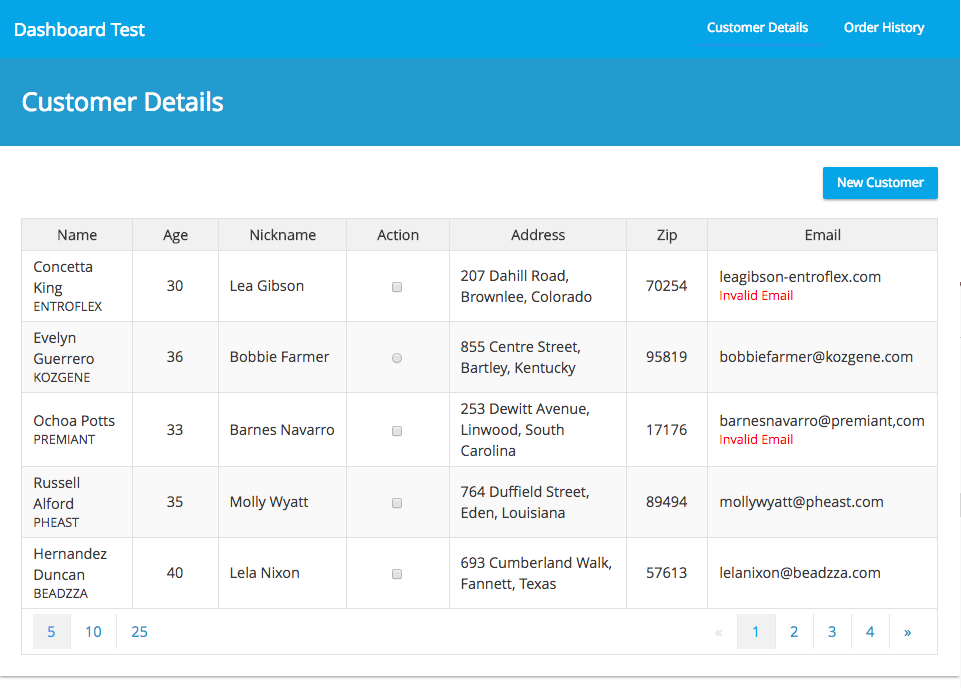 Dashboard Test
Customer Details
Order History
Customer Details
New Customer
Name Age Nickname Action Address Zip Email
Concetta
King
ENTROFLEX
30
Lea Gibson
207 Dahill Road,
Brownlee, Colorado
70254
leagibson-entroflex.com
Invalid Email
Evelyn
Guerrero
KOZGENE
36
Bobbie Farmer
855 Centre Street,
Bartley, Kentucky
95819
bobbiefarmer@kozgene.com
Ochoa Potts
PREMIANT
33
Barnes Navarro
253 Dewitt Avenue,
Linwood, South
Carolina
17176
barnesnavarro@premiant,com
Invalid Email
Russell
Alford
PHEAST
35
Molly Wyatt
764 Duffield Street,
Eden, Louisiana
89494
mollywyatt@pheast.com
Hernandez
Duncan
BEADZZA
40
Lela Nixon
693 Cumberland Walk,
Fannett, Texas
57613
lelanixon@beadzza.com
5 10 25
« 1 2 3 4 »